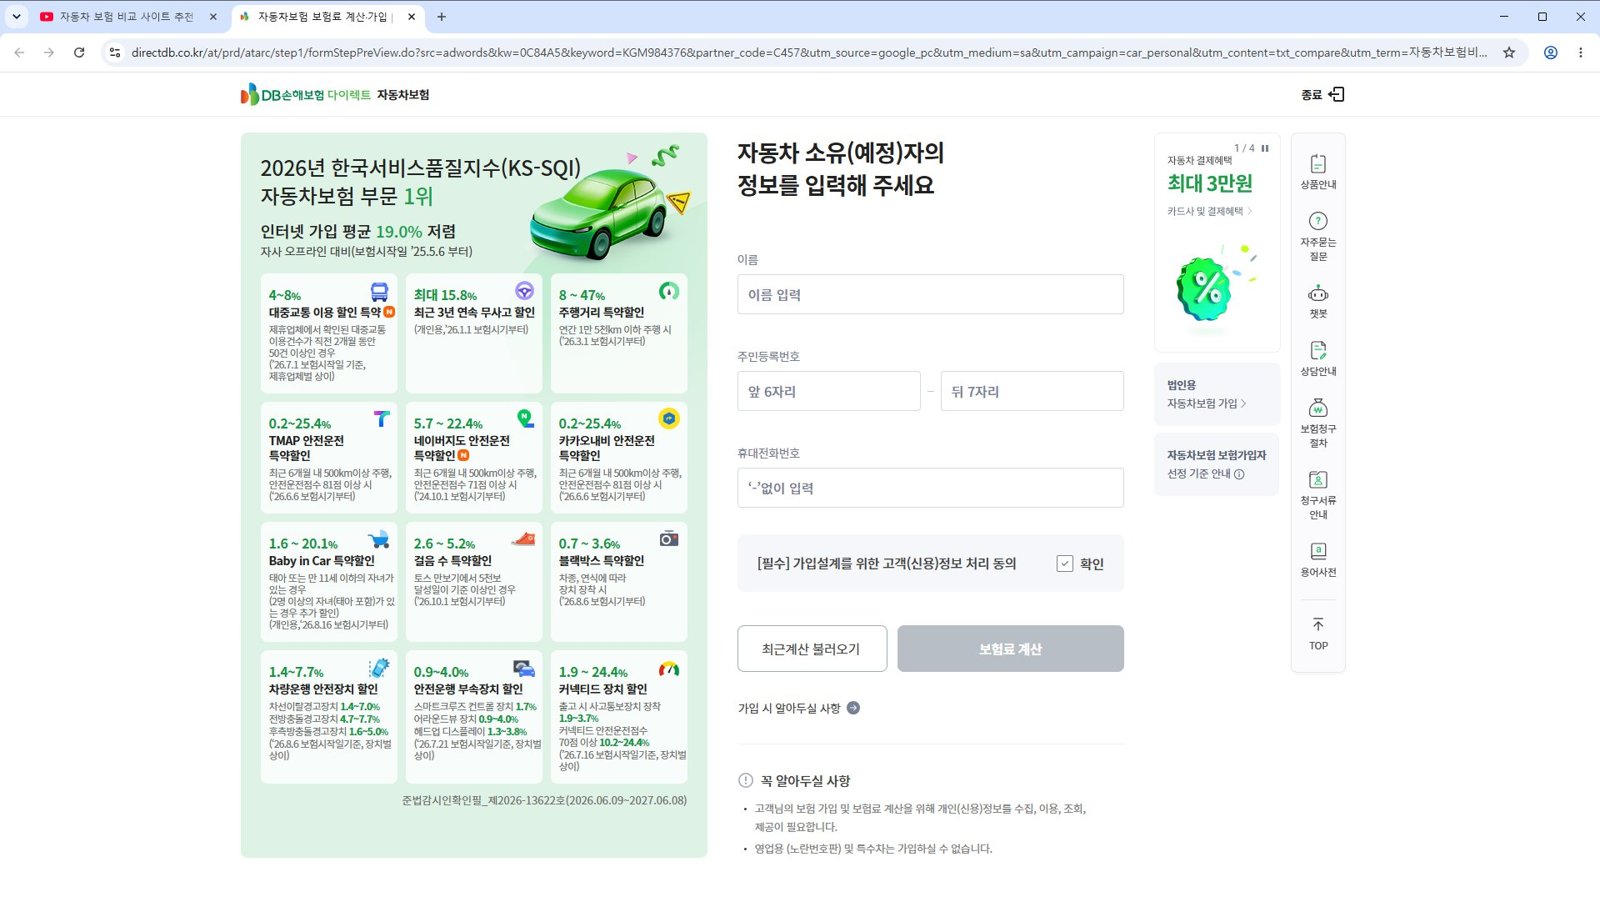 자동차 보험 비교 사이트 추천
자동차보험 보험료 계산·가입 |
directdb.co.kr/at/prd/atarc/step1/formStepPreView.do?src=adwords&kw=0C84A5&keyword=KGM984376&partner_code=C457&utm_source=google_pc&utm_medium=sa&utm_campaign=car_personal&utm_content=txt_compare&utm_term=자동차보험비...
DB손해보험 다이렉트 자동차보험
종료
2026년 한국서비스품질지수(KS-SQI)
자동차보험 부문 1위
인터넷 가입 평균 19.0% 저렴
자사 오프라인 대비(보험시작일 ’25.5.6 부터)
4~8%
대중교통 이용 할인 특약 N
제휴업체에서 확인된 대중교통
이용건수가 직전 2개월 동안
50건 이상인 경우
('26.7.1 보험시작일 기준,
제휴업체별 상이)
최대 15.8%
최근 3년 연속 무사고 할인
(개인용,'26.1.1 보험시기부터)
8 ~ 47%
주행거리 특약할인
연간 1만 5천km 이하 주행 시
('26.3.1 보험시기부터)
0.2~25.4%
TMAP 안전운전
특약할인
최근 6개월 내 500km이상 주행,
안전운전점수 81점 이상 시
('26.6.6 보험시기부터)
5.7 ~ 22.4%
네이버지도 안전운전
특약할인 N
최근 6개월 내 500km이상 주행,
안전운전점수 71점 이상 시
('24.10.1 보험시기부터)
0.2~25.4%
카카오내비 안전운전
특약할인
최근 6개월 내 500km이상 주행,
안전운전점수 81점 이상 시
('26.6.6 보험시기부터)
1.6 ~ 20.1%
Baby in Car 특약할인
태아 또는 만 11세 이하의 자녀가
있는 경우
(2명 이상의 자녀(태아 포함)가 있
는 경우 추가 할인)
(개인용,'26.8.16 보험시기부터)
2.6 ~ 5.2%
걸음 수 특약할인
토스 만보기에서 5천보
달성일이 기준 이상인 경우
('26.10.1 보험시기부터)
0.7 ~ 3.6%
블랙박스 특약할인
차종, 연식에 따라
장치 장착 시
('26.8.6 보험시기부터)
1.4~7.7%
차량운행 안전장치 할인
차선이탈경고장치 1.4~7.0%
전방충돌경고장치 4.7~7.7%
후측방충돌경고장치 1.6~5.0%
('26.8.6 보험시작일기준, 장치별
상이)
0.9~4.0%
안전운행 부속장치 할인
스마트크루즈 컨트롤 장치 1.7%
어라운드뷰 장치 0.9~4.0%
헤드업 디스플레이 1.3~3.8%
('26.7.21 보험시작일기준, 장치별
상이)
1.9 ~ 24.4%
커넥티드 장치 할인
출고 시 사고통보장치 장착
1.9~3.7%
커넥티드 안전운전점수
70점 이상 10.2~24.4%
('26.7.16 보험시작일기준, 장치별
상이)
준법감시인확인필_제2026-13622호(2026.06.09~2027.06.08)
자동차 소유(예정)자의
정보를 입력해 주세요
이름
이름 입력
주민등록번호
앞 6자리 – 뒤 7자리
휴대전화번호
‘-’없이 입력
[필수] 가입설계를 위한 고객(신용)정보 처리 동의 확인
최근계산 불러오기 보험료 계산
가입 시 알아두실 사항
꼭 알아두실 사항
• 고객님의 보험 가입 및 보험료 계산을 위해 개인(신용)정보를 수집, 이용, 조회,
제공이 필요합니다.
• 영업용 (노란번호판) 및 특수차는 가입하실 수 없습니다.
1 / 4
자동차 결제혜택
최대 3만원
카드사 및 결제혜택
%
법인용
자동차보험 가입
자동차보험 보험가입자
선정 기준 안내
상품안내
자주묻는
질문
챗봇
상담안내
보험청구
절차
청구서류
안내
용어사전
TOP